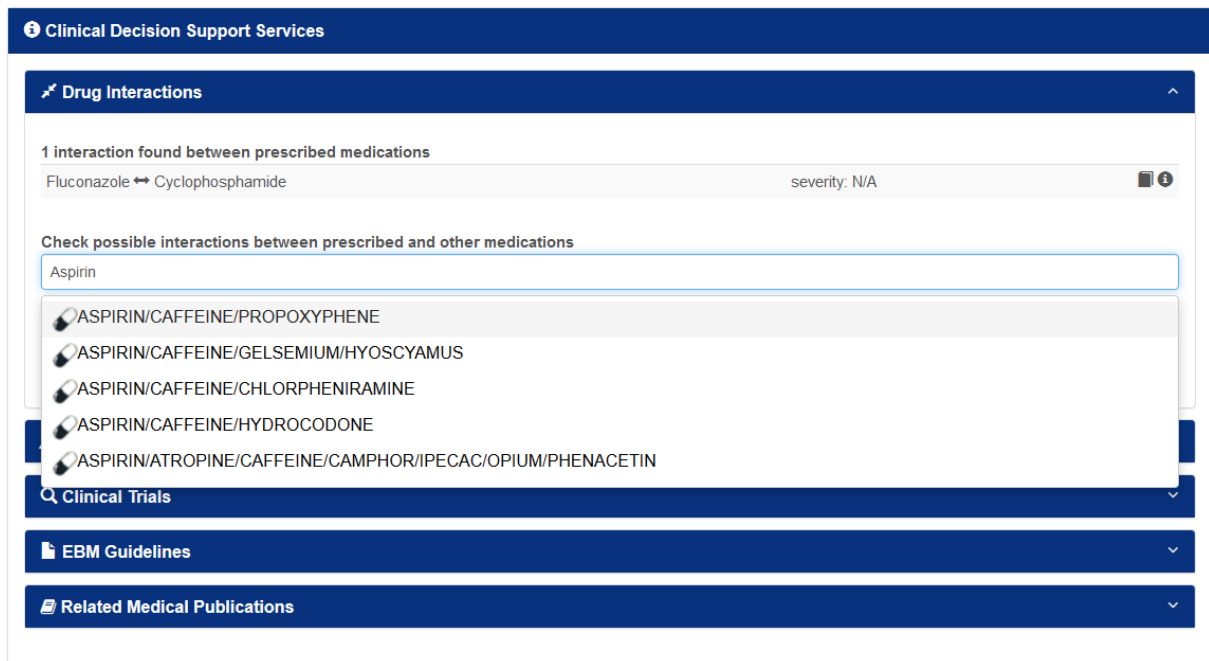 Clinical Decision Support Services
Drug Interactions
1 interaction found between prescribed medications
Fluconazole ↔ Cyclophosphamide severity: N/A
Check possible interactions between prescribed and other medications
Aspirin
ASPIRIN/CAFFEINE/PROPOXYPHENE
ASPIRIN/CAFFEINE/GELSEMIUM/HYOSCYAMUS
ASPIRIN/CAFFEINE/CHLORPHENIRAMINE
ASPIRIN/CAFFEINE/HYDROCODONE
ASPIRIN/ATROPINE/CAFFEINE/CAMPHOR/IPECAC/OPIUM/PHENACETIN
Clinical Trials
EBM Guidelines
Related Medical Publications